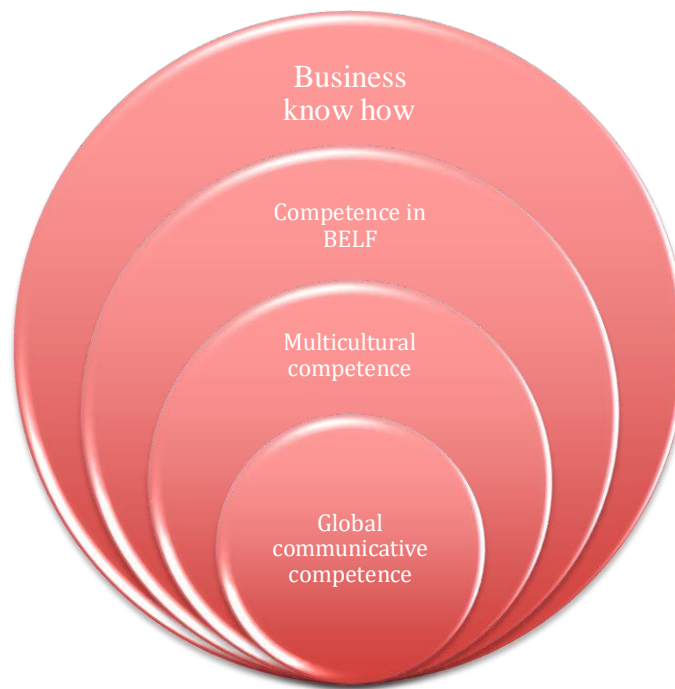 Business
know how
Competence in
BELF
Multicultural
competence
Global
communicative
competence